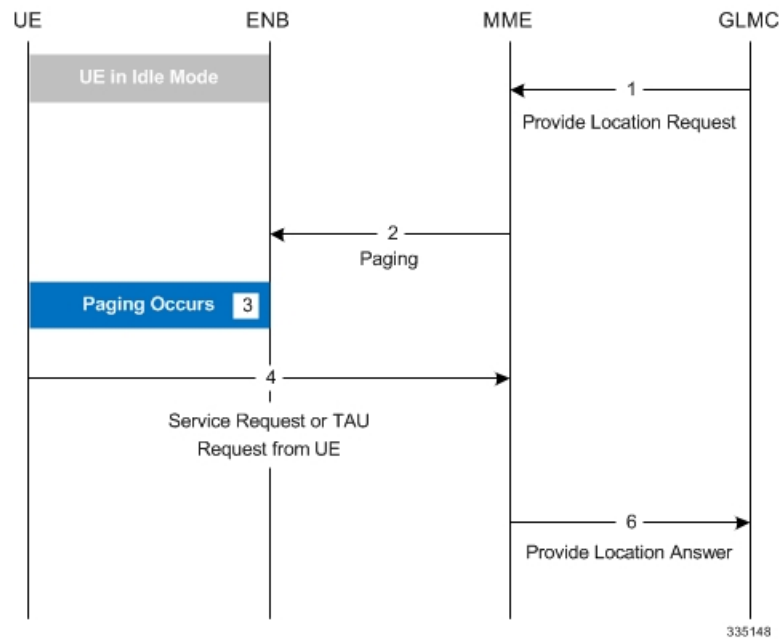 UE ENB MME GLMC
UE in Idle Mode
1
Provide Location Request
2
Paging
Paging Occurs 3
4
Service Request or TAU
Request from UE
6
Provide Location Answer
335148